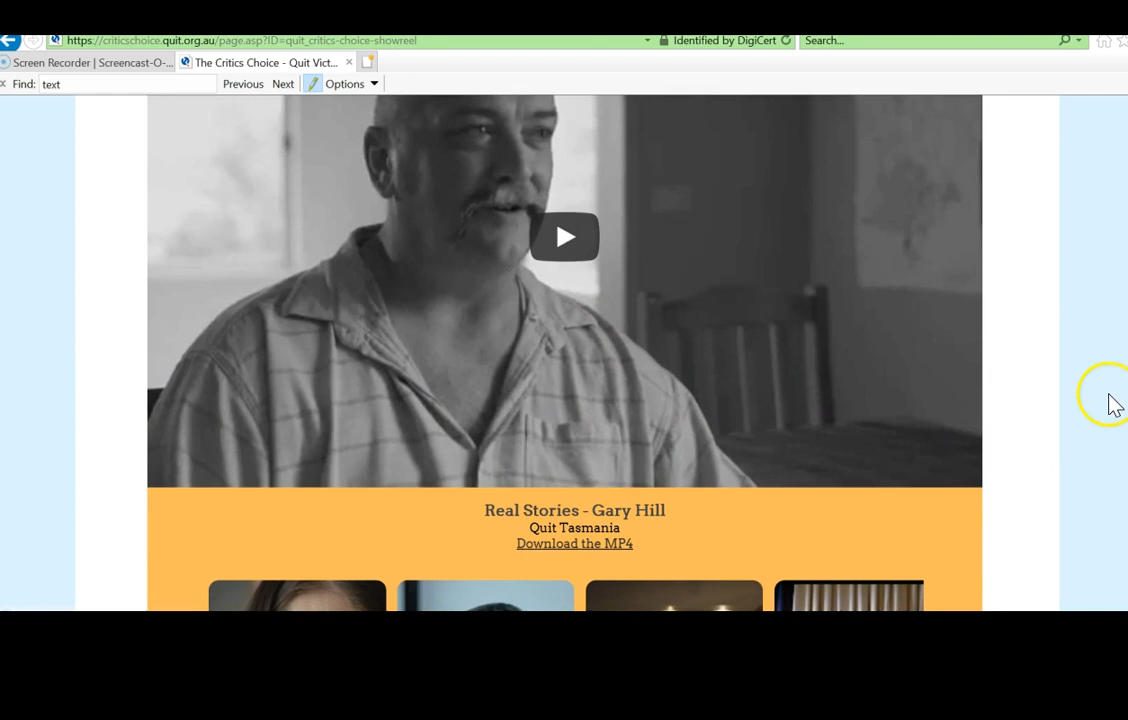 https://criticschoice.quit.org.au/page.asp?ID=quit_critics-choice-showreel
Identified by DigiCert
Search...
Screen Recorder | Screencast-O-...
The Critics Choice - Quit Vict...
Find: text
Previous Next
Options
Real Stories - Gary Hill
Quit Tasmania
Download the MP4